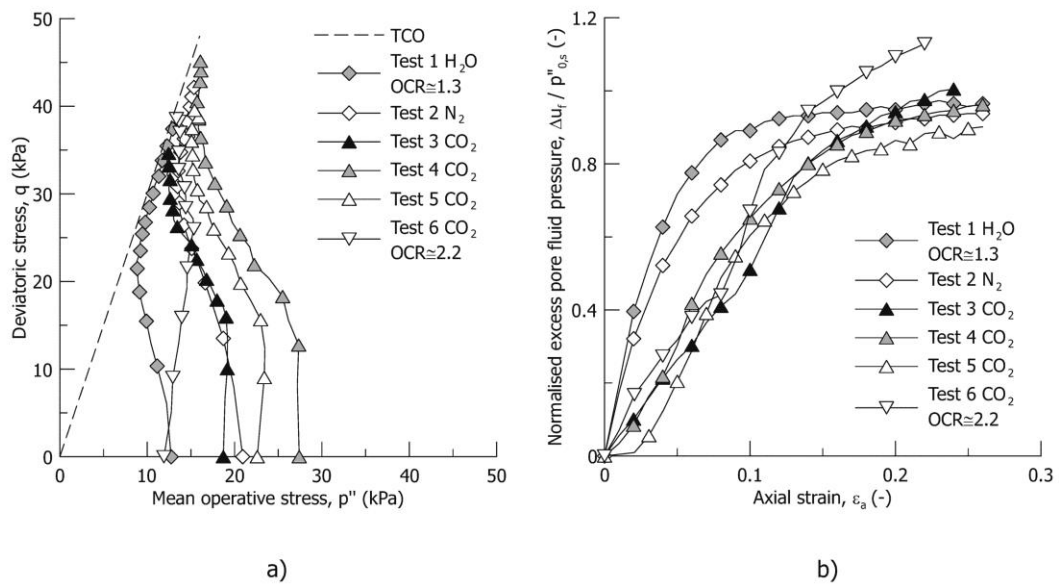 50
40
30
20
10
0
Deviatoric stress, q (kPa)
0
10
20
30
40
50
Mean operative stress, p" (kPa)
TCO
Test 1 H₂O
OCR≅1.3
Test 2 N₂
Test 3 CO₂
Test 4 CO₂
Test 5 CO₂
Test 6 CO₂
OCR≅2.2
a)
1.2
0.8
0.4
0
Normalised excess pore fluid pressure, Δu_f / p"_0,s (-)
0
0.1
0.2
0.3
Axial strain, ε_a (-)
Test 1 H₂O
OCR≅1.3
Test 2 N₂
Test 3 CO₂
Test 4 CO₂
Test 5 CO₂
Test 6 CO₂
OCR≅2.2
b)